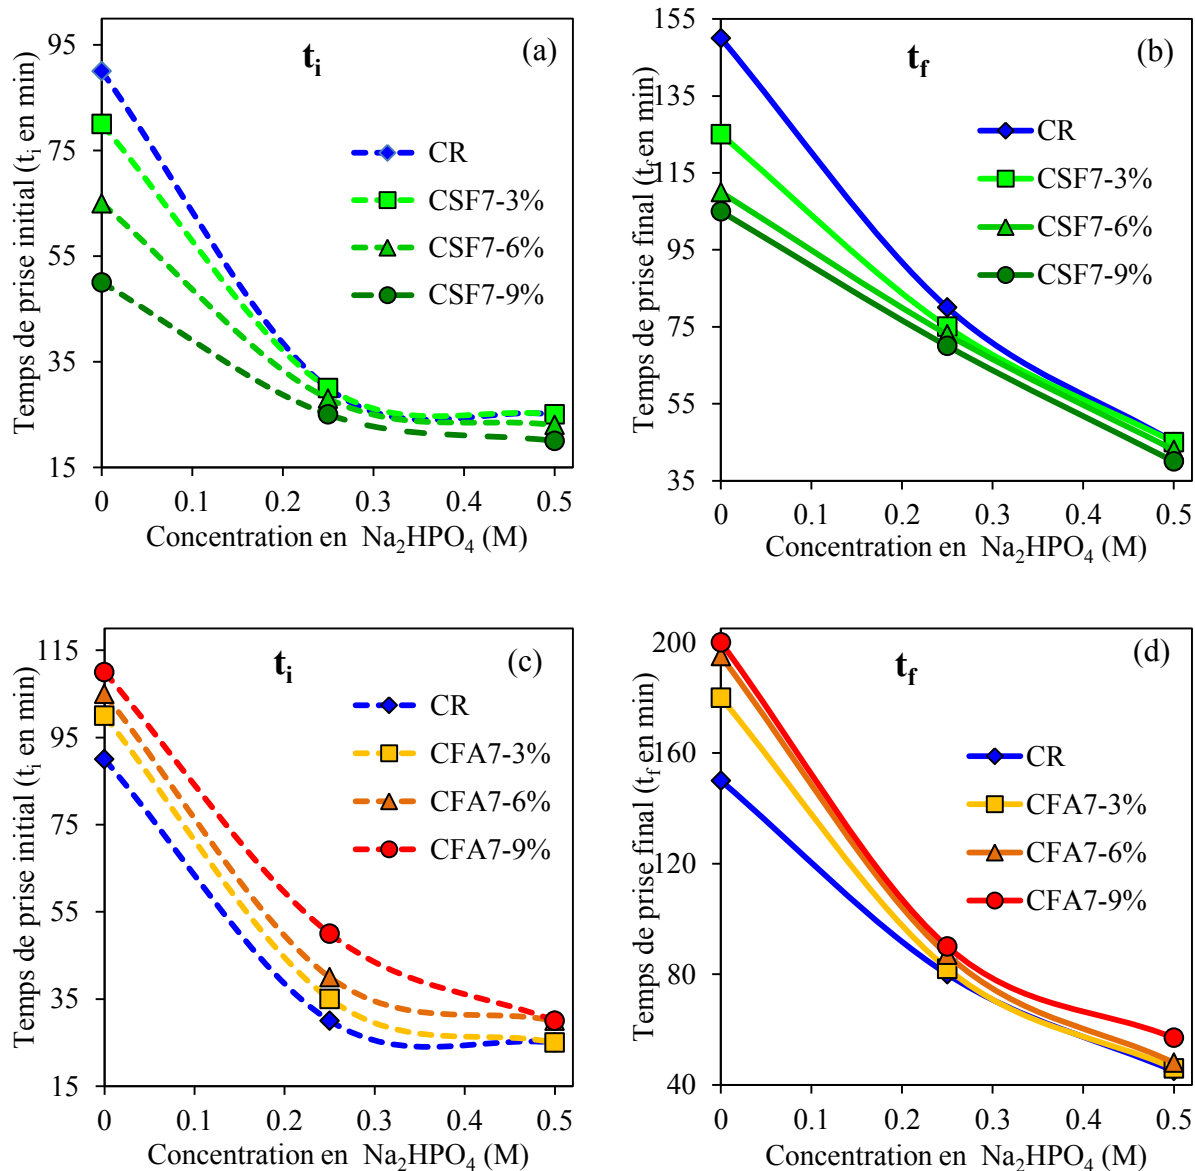 (a)
t_i
Temps de prise initial (t_i en min)
95
75
55
35
15
CR
CSF7-3%
CSF7-6%
CSF7-9%
0 0.1 0.2 0.3 0.4 0.5
Concentration en Na₂HPO₄ (M)
(b)
t_f
Temps de prise final (t_f en min)
155
135
115
95
75
55
35
CR
CSF7-3%
CSF7-6%
CSF7-9%
0 0.1 0.2 0.3 0.4 0.5
Concentration en Na₂HPO₄ (M)
(c)
t_i
Temps de prise initial (t_i en min)
115
95
75
55
35
15
CR
CFA7-3%
CFA7-6%
CFA7-9%
0 0.1 0.2 0.3 0.4 0.5
Concentration en Na₂HPO₄ (M)
(d)
t_f
Temps de prise final (t_f en min)
200
160
120
80
40
CR
CFA7-3%
CFA7-6%
CFA7-9%
0 0.1 0.2 0.3 0.4 0.5
Concentration en Na₂HPO₄ (M)